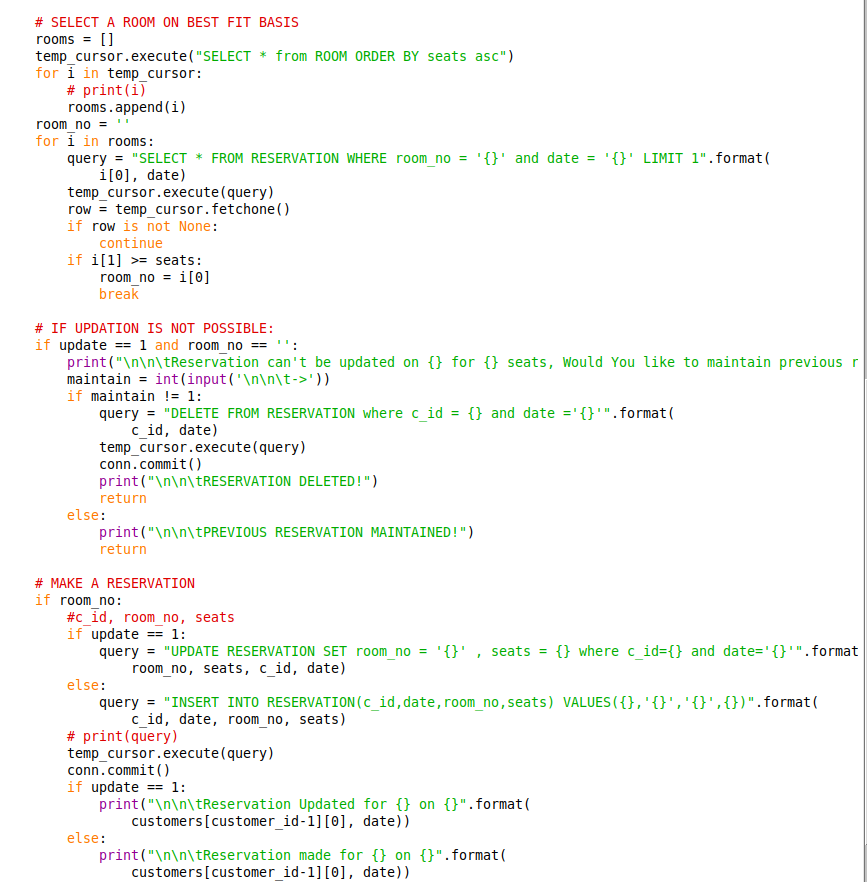 # SELECT A ROOM ON BEST FIT BASIS
rooms = []
temp_cursor.execute("SELECT * from ROOM ORDER BY seats asc")
for i in temp_cursor:
    # print(i)
    rooms.append(i)
room_no = ''
for i in rooms:
    query = "SELECT * FROM RESERVATION WHERE room_no = '{}' and date = '{}' LIMIT 1".format(
        i[0], date)
    temp_cursor.execute(query)
    row = temp_cursor.fetchone()
    if row is not None:
        continue
    if i[1] >= seats:
        room_no = i[0]
        break

# IF UPDATION IS NOT POSSIBLE:
if update == 1 and room_no == '':
    print("\n\n\tReservation can't be updated on {} for {} seats, Would You like to maintain previous r
    maintain = int(input('\n\n\t->'))
    if maintain != 1:
        query = "DELETE FROM RESERVATION where c_id = {} and date ='{}'".format(
            c_id, date)
        temp_cursor.execute(query)
        conn.commit()
        print("\n\n\tRESERVATION DELETED!")
        return
    else:
        print("\n\n\tPREVIOUS RESERVATION MAINTAINED!")
        return

# MAKE A RESERVATION
if room_no:
    #c_id, room_no, seats
    if update == 1:
        query = "UPDATE RESERVATION SET room_no = '{}' , seats = {} where c_id={} and date='{}'".format
            room_no, seats, c_id, date)
    else:
        query = "INSERT INTO RESERVATION(c_id,date,room_no,seats) VALUES({},'{}','{}',{})".format(
            c_id, date, room_no, seats)
    # print(query)
    temp_cursor.execute(query)
    conn.commit()
    if update == 1:
        print("\n\n\tReservation Updated for {} on {}".format(
            customers[customer_id-1][0], date))
    else:
        print("\n\n\tReservation made for {} on {}".format(
            customers[customer_id-1][0], date))